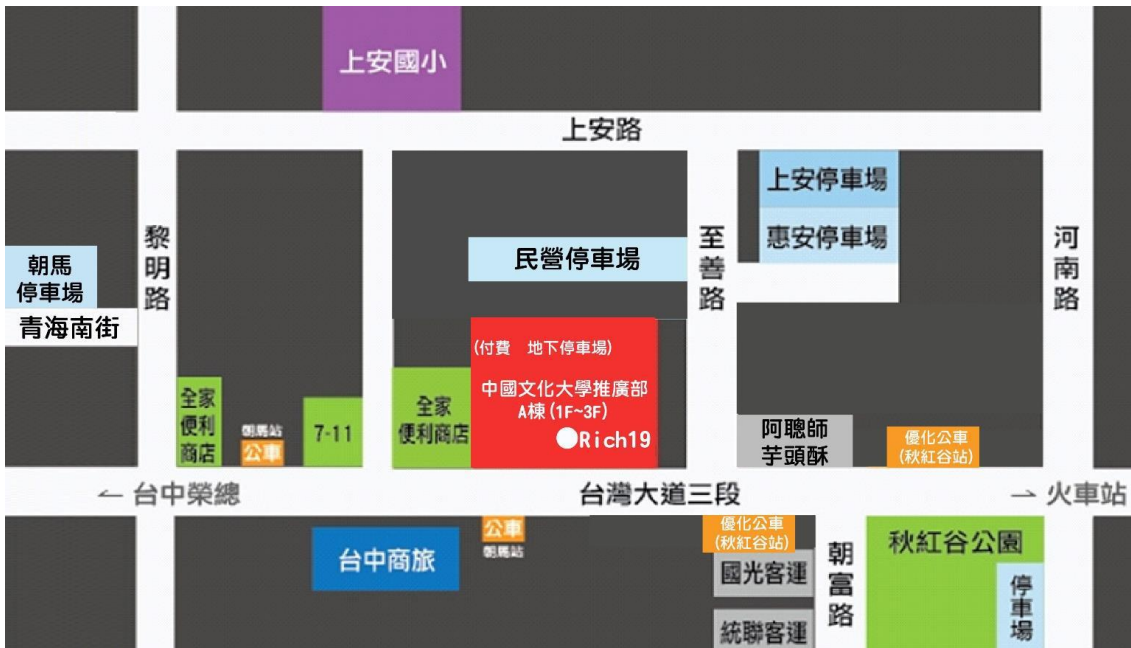 上安國小
上安路
上安停車場
惠安停車場
黎明路
至善路
河南路
民營停車場
朝馬
停車場
青海南街
(付費 地下停車場)
中國文化大學推廣部
A棟(1F~3F)
Rich19
全家
便利
商店
朝馬站
公車
7-11
全家
便利商店
阿聰師
芋頭酥
優化公車
(秋紅谷站)
← 台中榮總
台灣大道三段
→ 火車站
台中商旅
公車
朝馬站
優化公車
(秋紅谷站)
國光客運
統聯客運
朝富路
秋紅谷公園
停車場